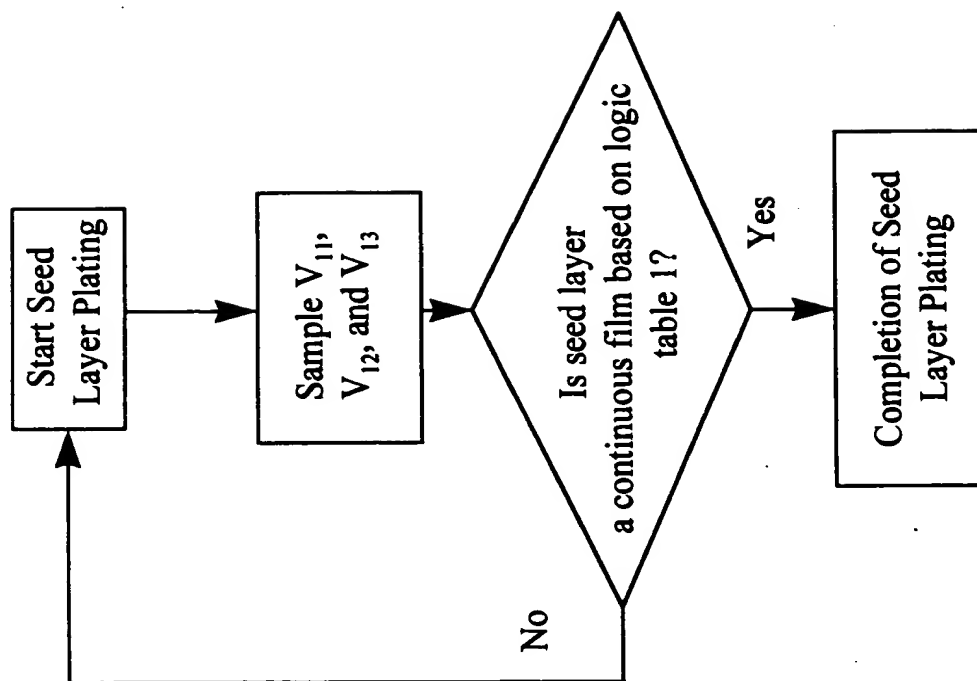 Start Seed
Layer Plating
Sample V₁₁,
V₁₂, and V₁₃
Is seed layer
a continuous film based on logic
table 1?
No
Yes
Completion of Seed
Layer Plating